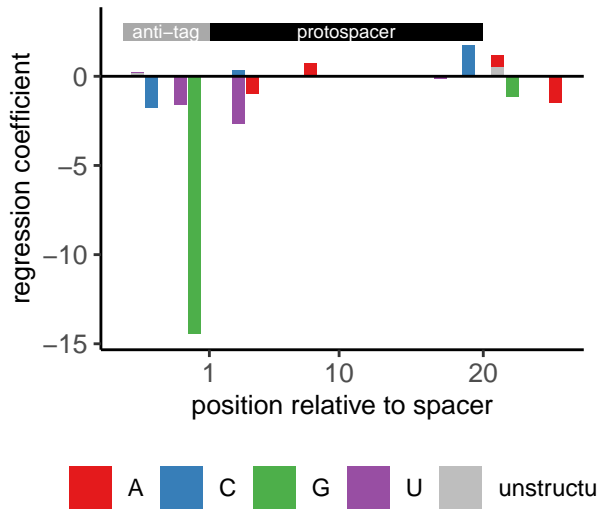 anti−tag protospacer
0
−5
−10
−15
regression coefficient
1 10 20
position relative to spacer
A C G U unstructu